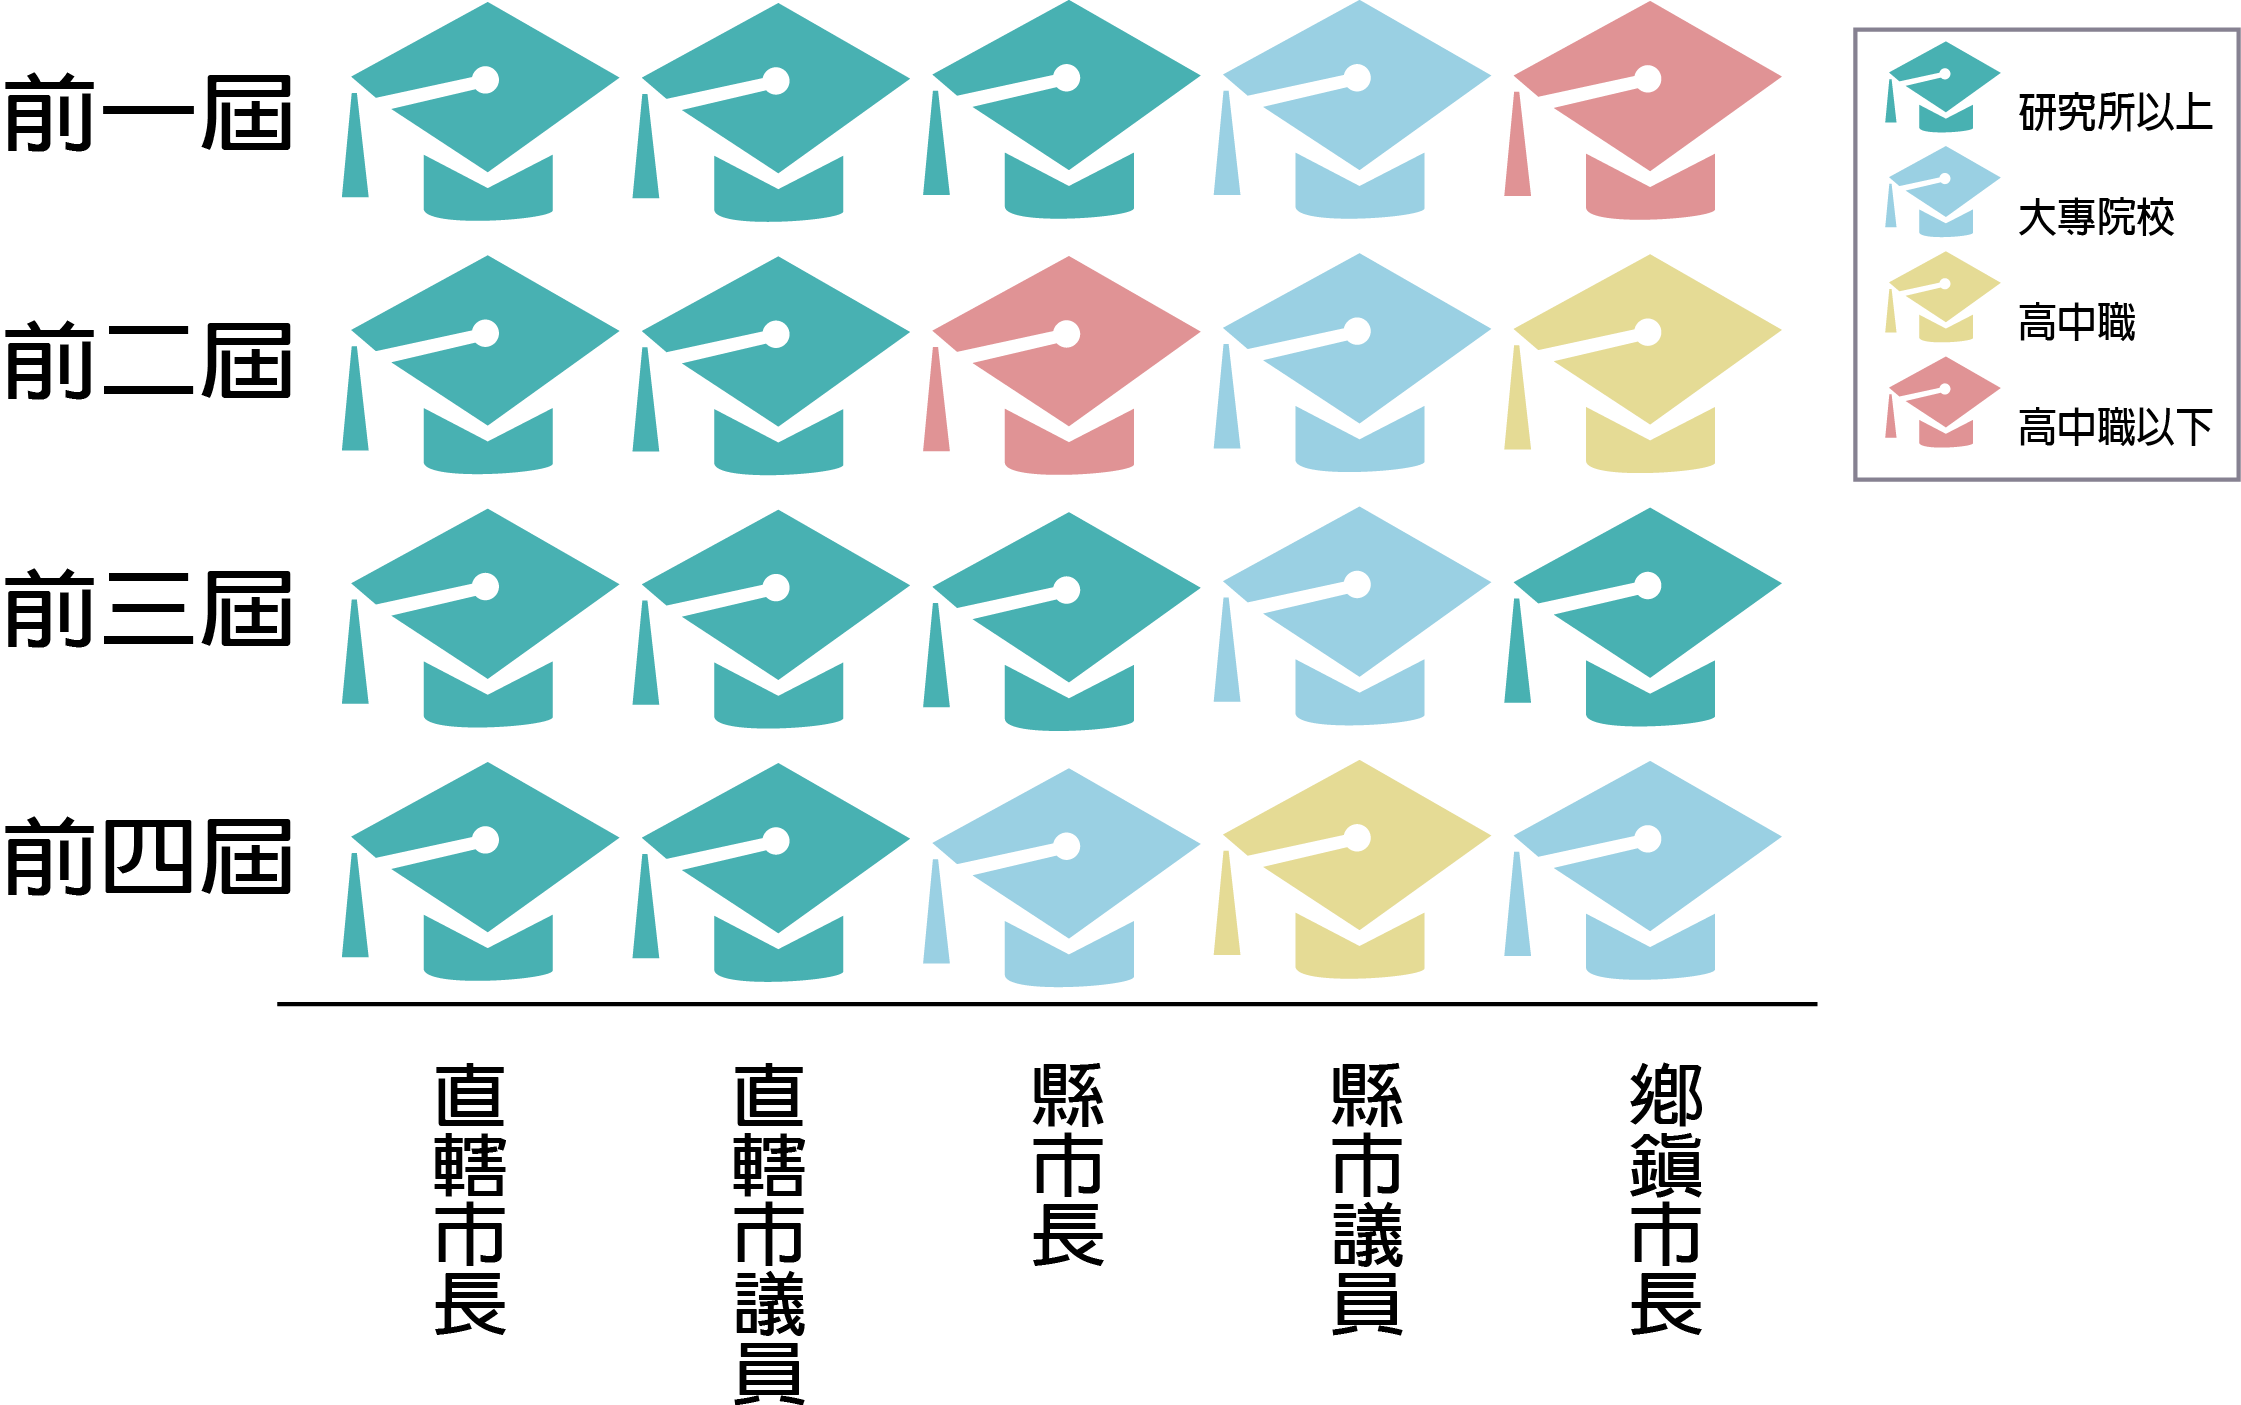 前一屆
前二屆
前三屆
前四屆
研究所以上
大專院校
高中職
高中職以下
直轄市長
直轄市議員
縣市長
縣市議員
鄉鎮市長